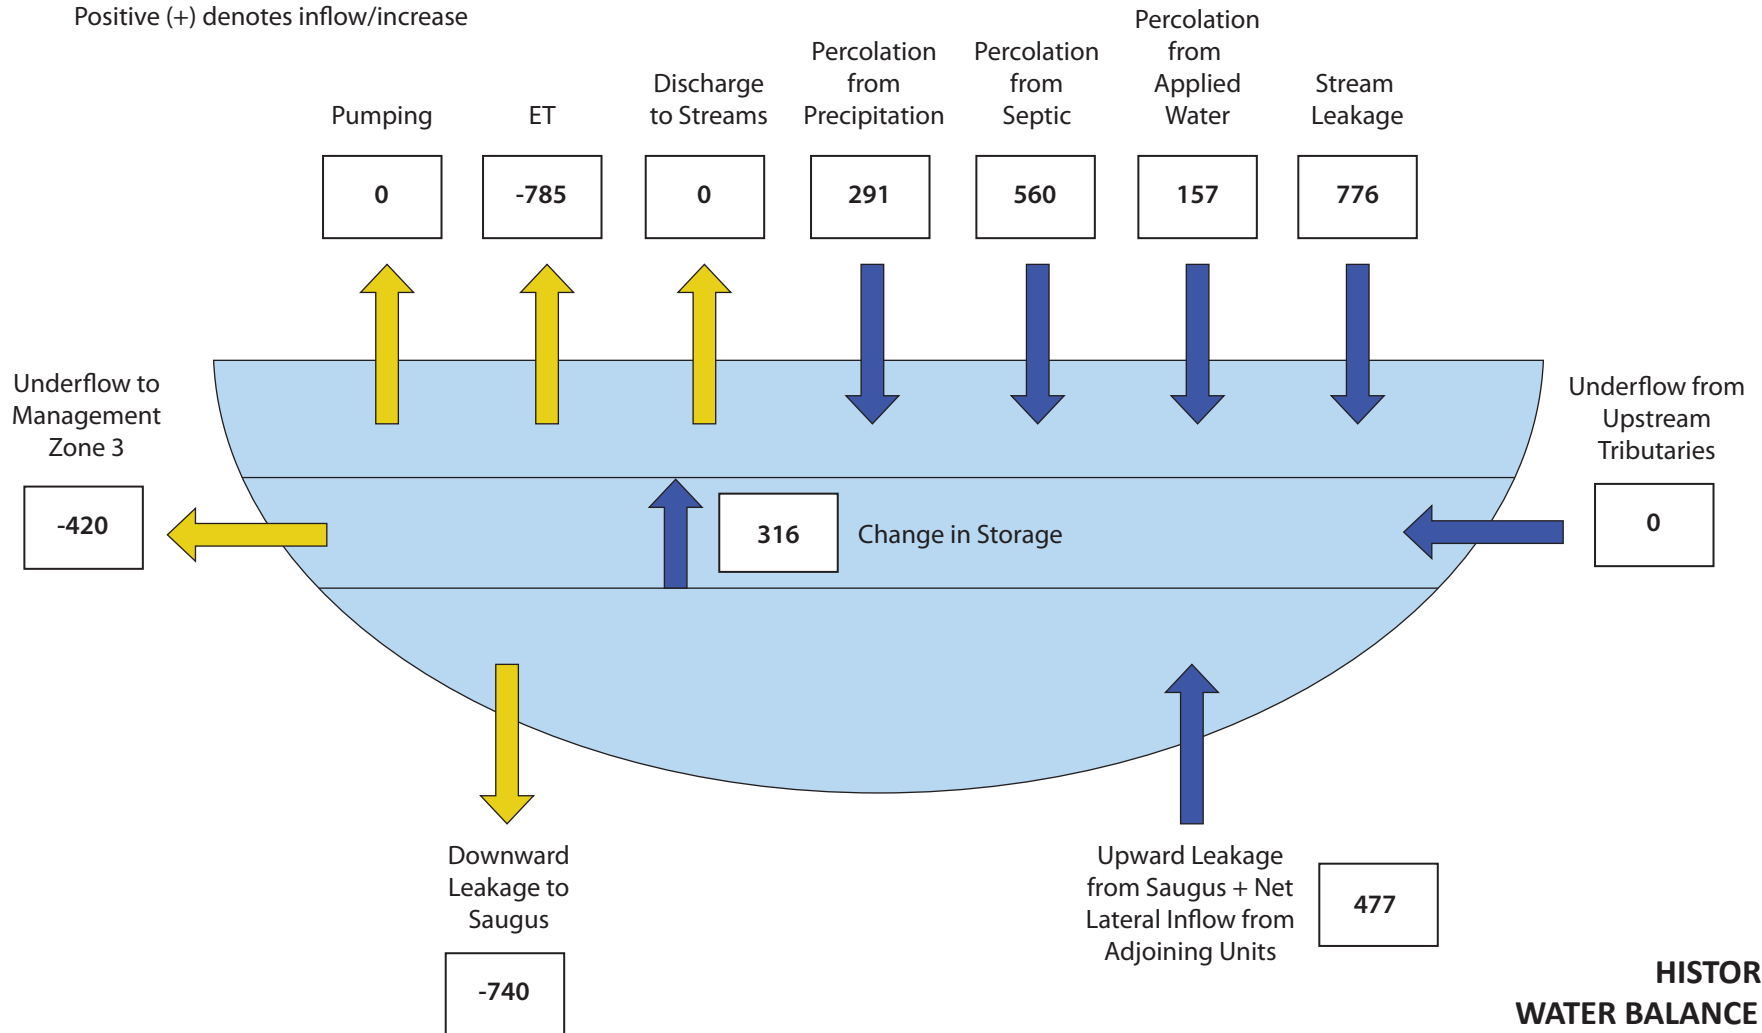 Positive (+) denotes inflow/increase
Pumping
ET
Discharge
to Streams
Percolation
from
Precipitation
Percolation
from
Septic
Percolation
from
Applied
Water
Stream
Leakage
0
-785
0
291
560
157
776
Underflow to
Management
Zone 3
-420
316
Change in Storage
Underflow from
Upstream
Tributaries
0
Downward
Leakage to
Saugus
-740
Upward Leakage
from Saugus + Net
Lateral Inflow from
Adjoining Units
477
HISTOR
WATER BALANCE